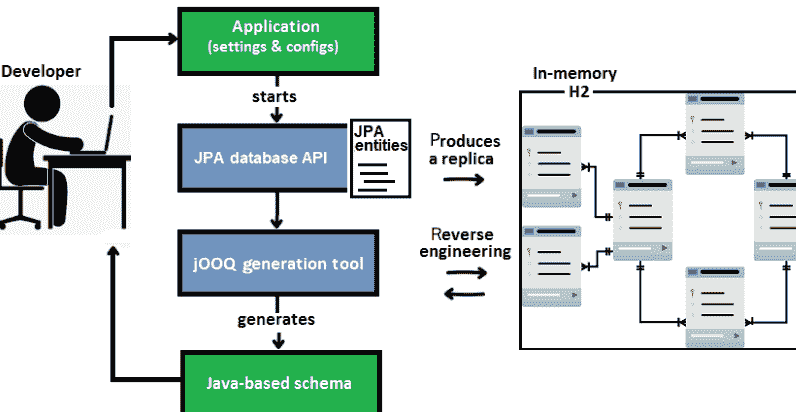 Developer
Application
(settings & configs)
starts
JPA database API
JPA
entities
Produces
a replica
In-memory
H2
Reverse
engineering
jOOQ generation tool
generates
Java-based schema